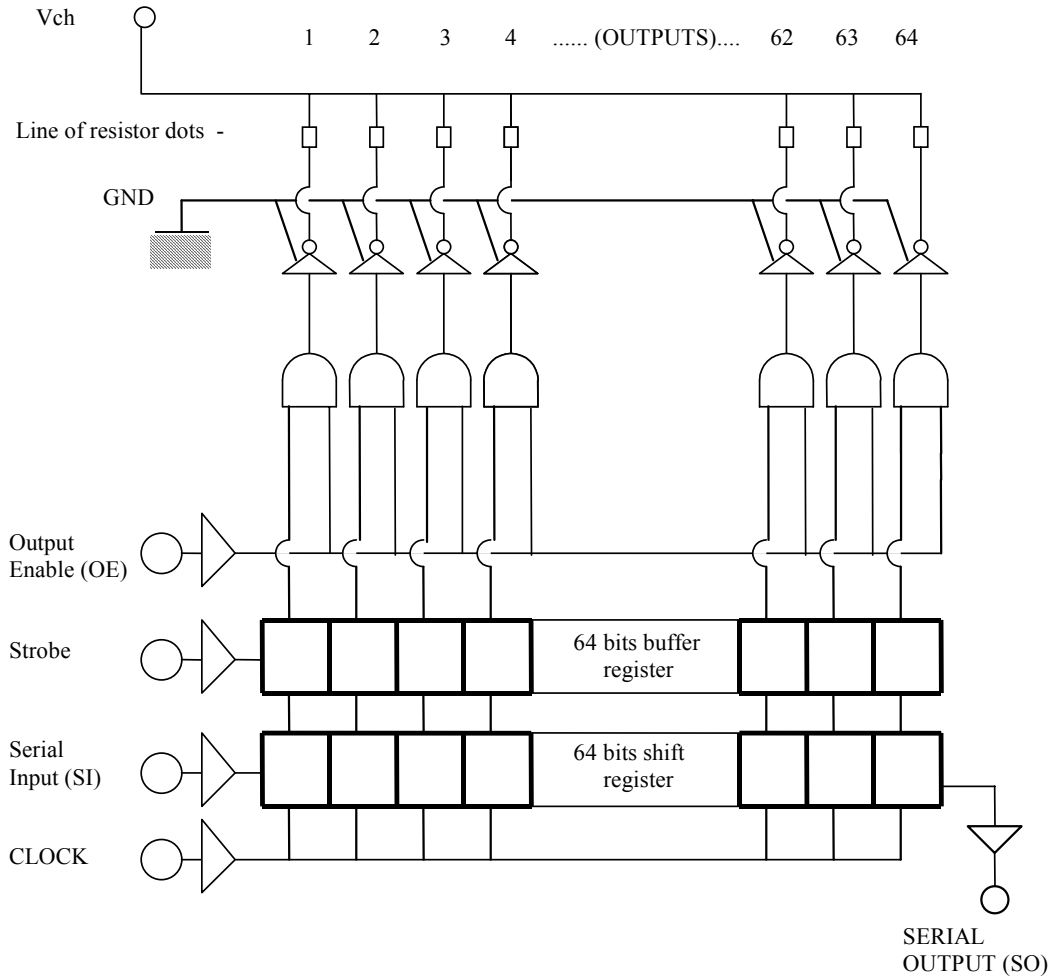 Vch
1 2 3 4 ...... (OUTPUTS).... 62 63 64
Line of resistor dots -
GND
Output
Enable (OE)
Strobe
64 bits buffer
register
Serial
Input (SI)
64 bits shift
register
CLOCK
SERIAL
OUTPUT (SO)